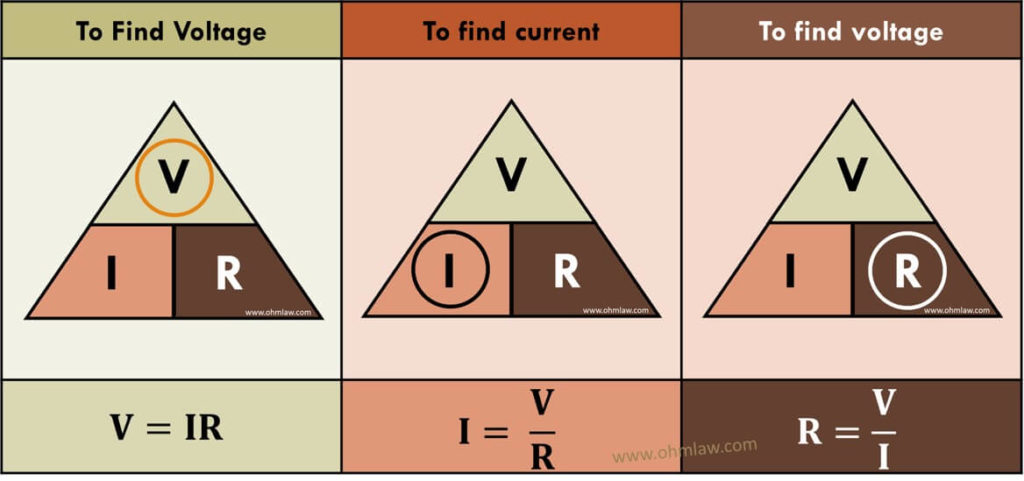 To Find Voltage
To find current
To find voltage
V
I
R
www.ohmlaw.com
V
I
R
www.ohmlaw.com
V
I
R
www.ohmlaw.com
V = IR
I = V/R
R = V/I
www.ohmlaw.com